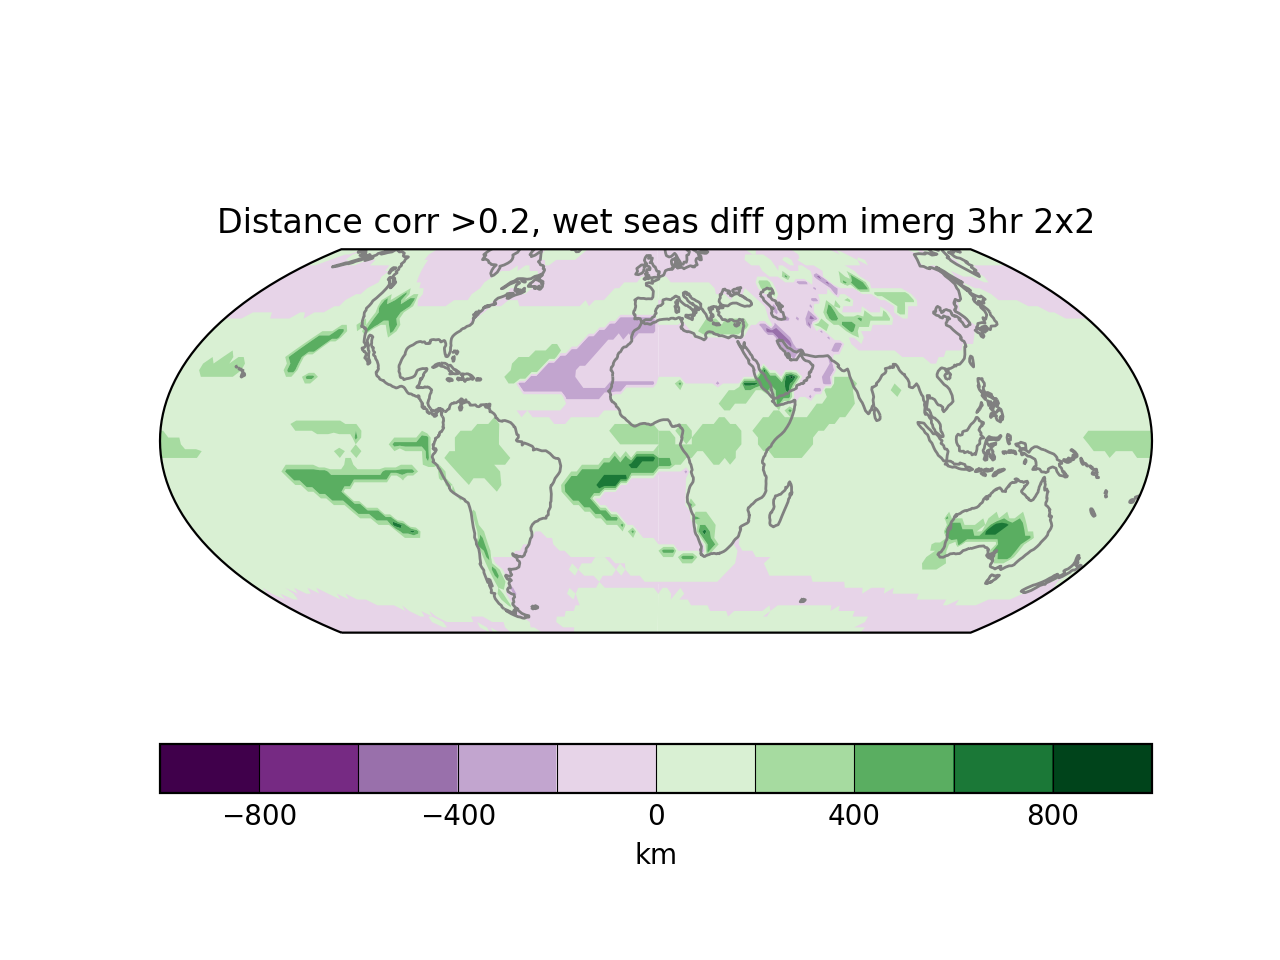 Distance corr >0.2, wet seas diff gpm imerg 3hr 2x2
−800 −400 0 400 800
km